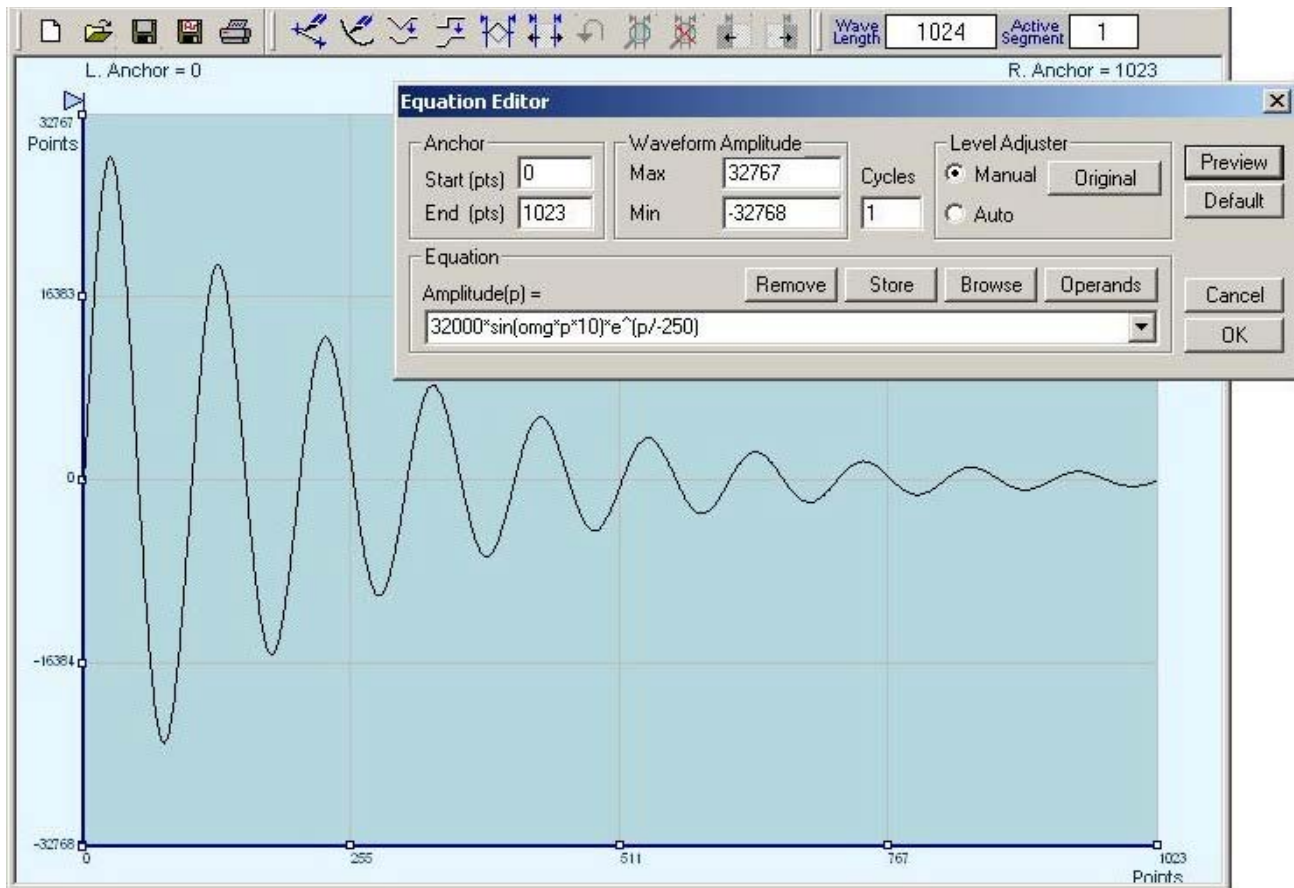 Wave Length 1024 Active Segment 1
L. Anchor = 0
R. Anchor = 1023
Equation Editor
Anchor
Start (pts) 0
End (pts) 1023
Waveform Amplitude
Max 32767
Min -32768
Cycles
1
Level Adjuster
Manual
Original
Auto
Preview
Default
Equation
Remove
Store
Browse
Operands
Amplitude(p) =
32000*sin(omg*p*10)*e^(p/-250)
Cancel
OK
32767
Points
16383
0
-16384
-32768
0
255
511
767
1023
Points